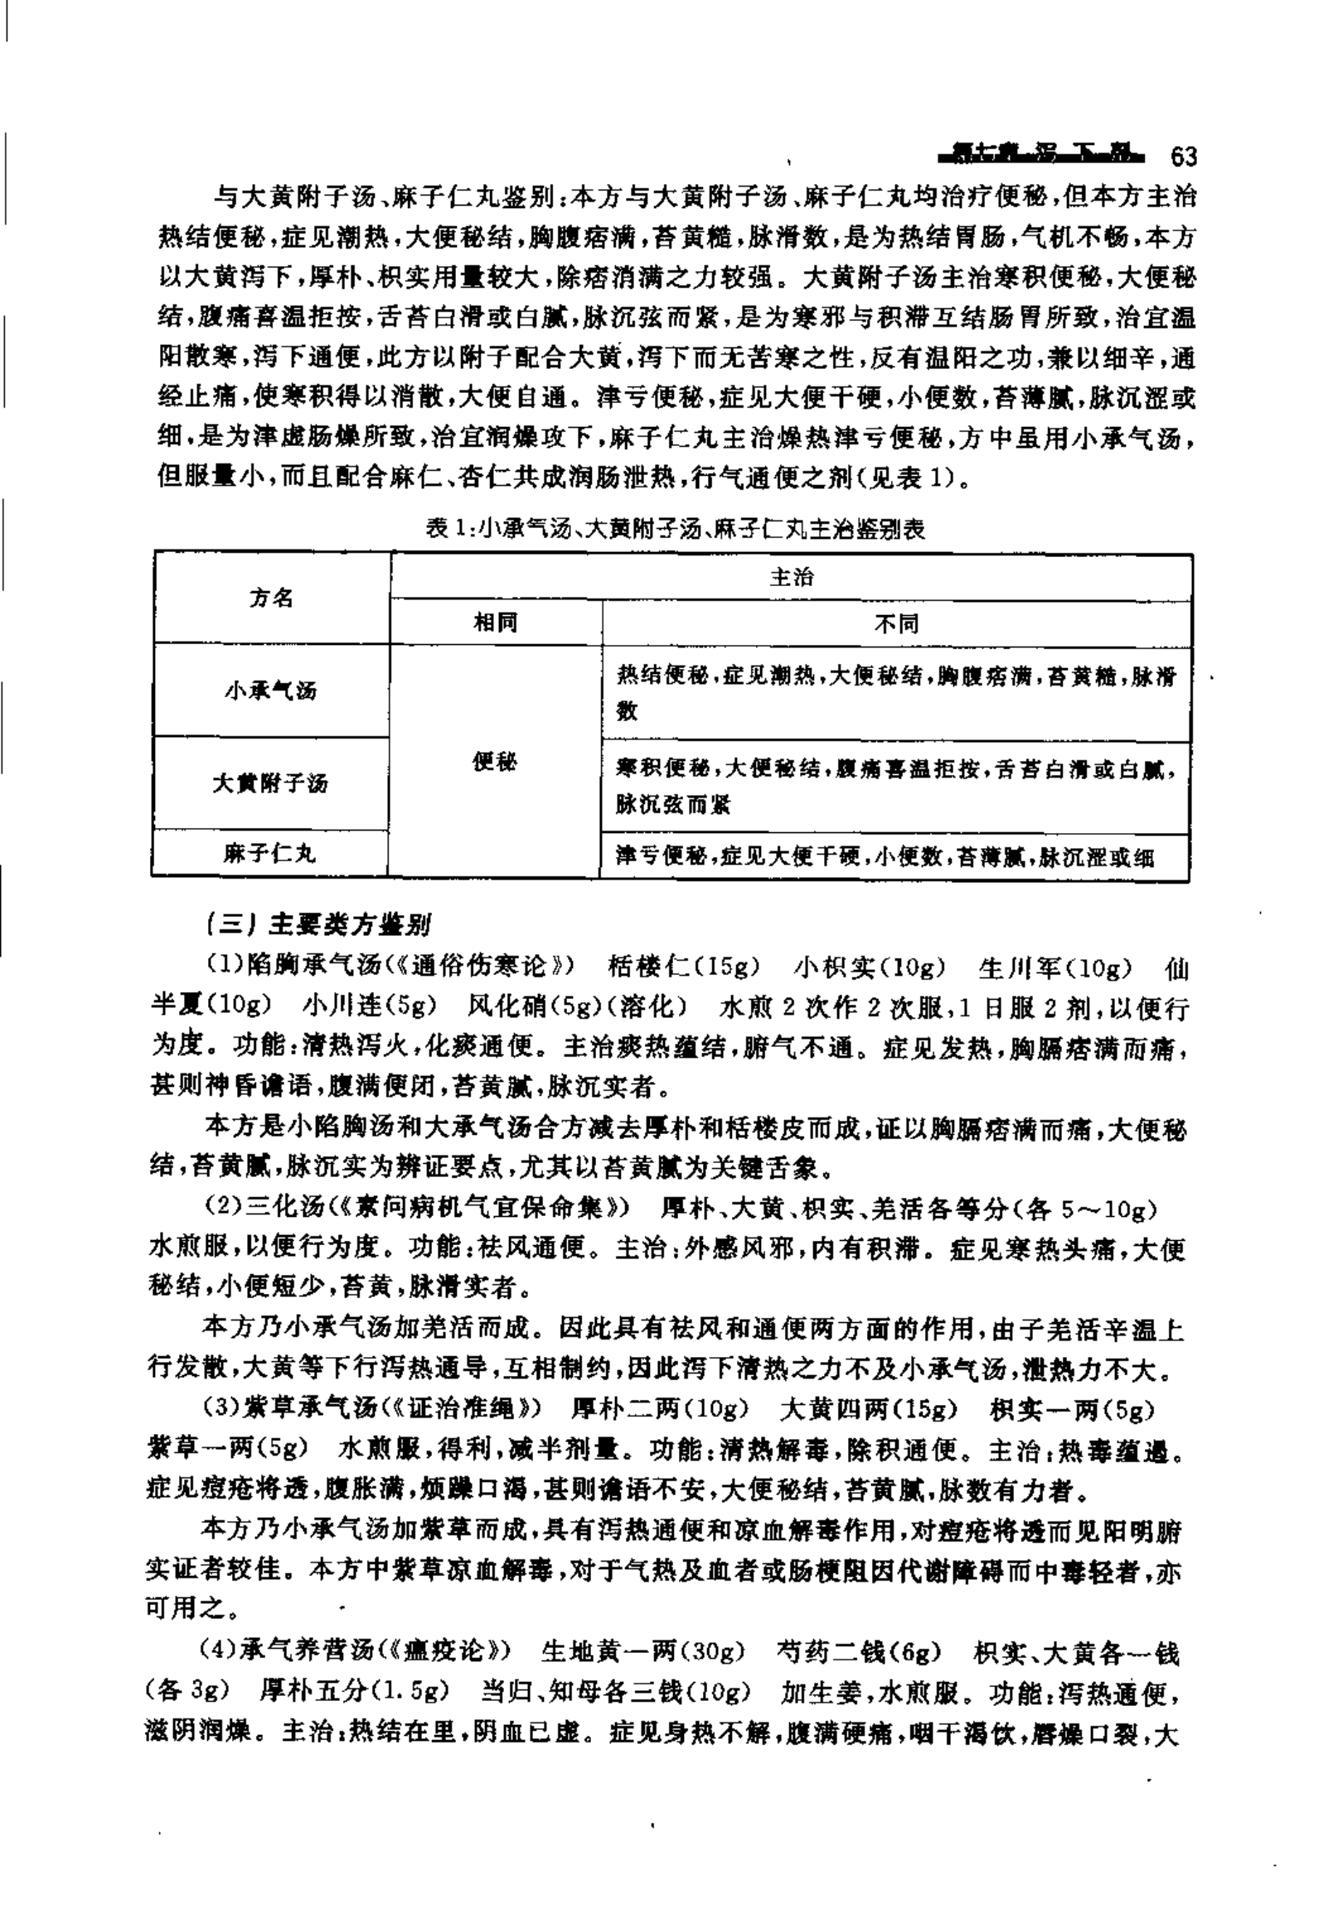 第七章 泻下剂 63
与大黄附子汤、麻子仁丸鉴别:本方与大黄附子汤、麻子仁丸均治疗便秘,但本方主治
热结便秘,症见潮热,大便秘结,胸腹痞满,苔黄糙,脉滑数,是为热结胃肠,气机不畅,本方
以大黄泻下,厚朴、枳实用量较大,除痞消满之力较强。大黄附子汤主治寒积便秘,大便秘
结,腹痛喜温拒按,舌苔白滑或白腻,脉沉弦而紧,是为寒邪与积滞互结肠胃所致,治宜温
阳散寒,泻下通便,此方以附子配合大黄,泻下而无苦寒之性,反有温阳之功,兼以细辛,通
经止痛,使寒积得以消散,大便自通。津亏便秘,症见大便干硬,小便数,苔薄腻,脉沉涩或
细,是为津虚肠燥所致,治宜润燥攻下,麻子仁丸主治燥热津亏便秘,方中虽用小承气汤,
但服量小,而且配合麻仁、杏仁共成润肠泄热,行气通便之剂(见表1)。
表1:小承气汤、大黄附子汤、麻子仁丸主治鉴别表
方名
主治
相同
不同
小承气汤
热结便秘,症见潮热,大便秘结,胸腹痞满,苔黄糙,脉滑
数
便秘
大黄附子汤
寒积便秘,大便秘结,腹痛喜温拒按,舌苔白滑或白腻,
脉沉弦而紧
麻子仁丸
津亏便秘,症见大便干硬,小便数,苔薄腻,脉沉涩或细
(三)主要类方鉴别
(1)陷胸承气汤(《通俗伤寒论》) 栝楼仁(15g) 小枳实(10g) 生川军(10g) 仙
半夏(10g) 小川连(5g) 风化硝(5g)(溶化) 水煎2次作2次服,1日服2剂,以便行
为度。功能:清热泻火,化痰通便。主治痰热蕴结,腑气不通。症见发热,胸膈痞满而痛,
甚则神昏谵语,腹满便闭,苔黄腻,脉沉实者。
本方是小陷胸汤和大承气汤合方减去厚朴和栝楼皮而成,证以胸膈痞满而痛,大便秘
结,苔黄腻,脉沉实为辨证要点,尤其以苔黄腻为关键舌象。
(2)三化汤(《素问病机气宜保命集》) 厚朴、大黄、枳实、羌活各等分(各5～10g)
水煎服,以便行为度。功能:祛风通便。主治:外感风邪,内有积滞。症见寒热头痛,大便
秘结,小便短少,苔黄,脉滑实者。
本方乃小承气汤加羌活而成。因此具有祛风和通便两方面的作用,由子羌活辛温上
行发散,大黄等下行泻热通导,互相制约,因此泻下清热之力不及小承气汤,泄热力不大。
(3)紫草承气汤(《证治准绳》) 厚朴二两(10g) 大黄四两(15g) 枳实一两(5g)
紫草一两(5g) 水煎服,得利,减半剂量。功能:清热解毒,除积通便。主治:热毒蕴遏。
症见痘疮将透,腹胀满,烦躁口渴,甚则谵语不安,大便秘结,苔黄腻,脉数有力者。
本方乃小承气汤加紫草而成,具有泻热通便和凉血解毒作用,对痘疮将透而见阳明腑
实证者较佳。本方中紫草凉血解毒,对于气热及血者或肠梗阻因代谢障碍而中毒轻者,亦
可用之。
(4)承气养营汤(《瘟疫论》) 生地黄一两(30g) 芍药二钱(6g) 枳实、大黄各一钱
(各3g) 厚朴五分(1.5g) 当归、知母各三钱(10g) 加生姜,水煎服。功能:泻热通便,
滋阴润燥。主治:热结在里,阴血已虚。症见身热不解,腹满硬痛,咽干渴饮,唇燥口裂,大